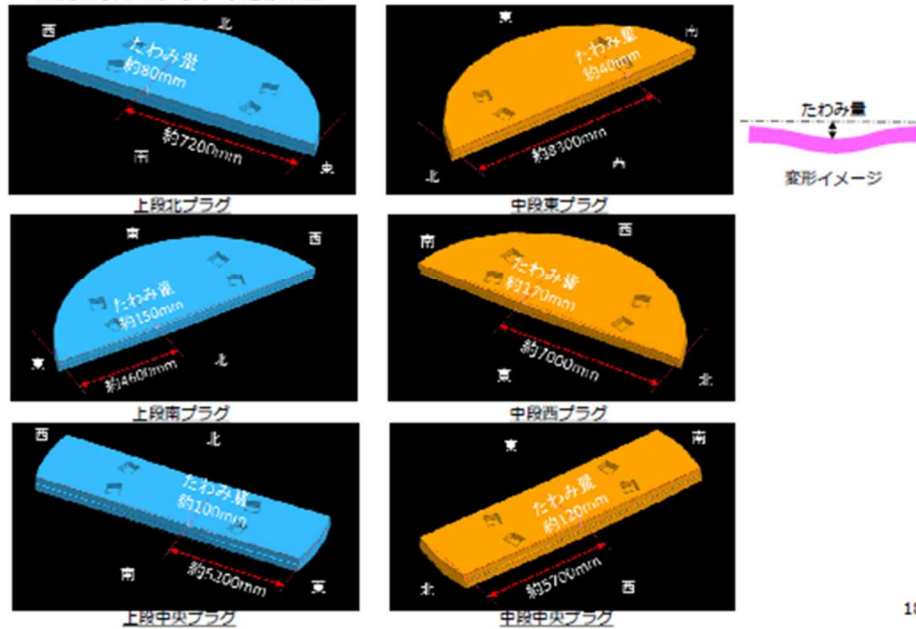 西
北
たわみ量
約80mm
約7200mm
南
東
上段北プラグ
東
南
たわみ量
約40mm
約8300mm
北
西
中段東プラグ
たわみ量
変形イメージ
東
西
たわみ量
約150mm
東
約4600mm
北
上段南プラグ
南
西
たわみ量
約170mm
約7000mm
東
北
中段西プラグ
西
北
たわみ量
約100mm
約5200mm
南
東
上段中央プラグ
東
南
たわみ量
約120mm
約5700mm
北
西
中段中央プラグ
18